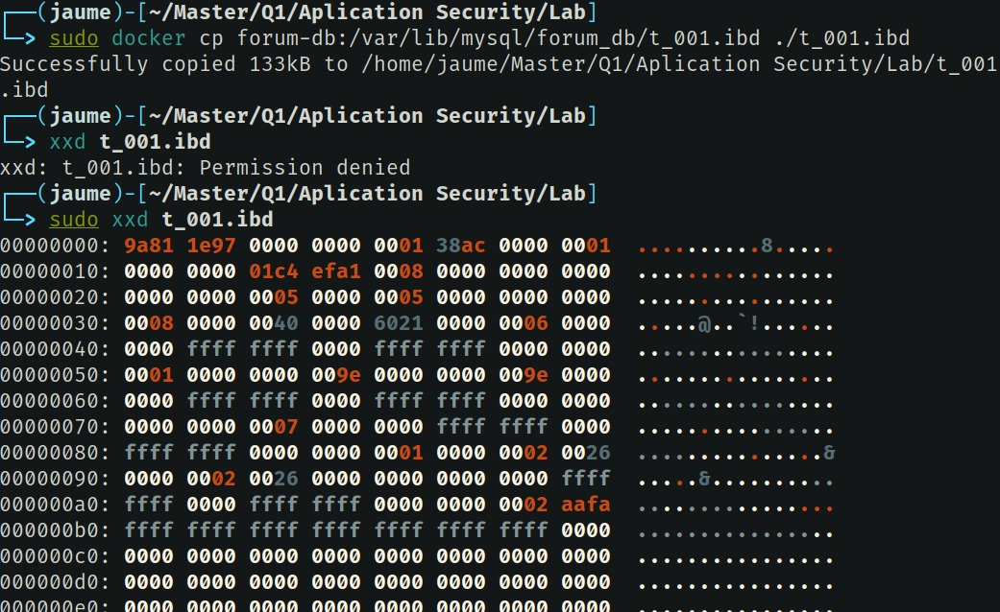 ┌──(jaume)-[~/Master/Q1/Aplication Security/Lab]
└─> sudo docker cp forum-db:/var/lib/mysql/forum_db/t_001.ibd ./t_001.ibd
Successfully copied 133kB to /home/jaume/Master/Q1/Aplication Security/Lab/t_001
.ibd
┌──(jaume)-[~/Master/Q1/Aplication Security/Lab]
└─> xxd t_001.ibd
xxd: t_001.ibd: Permission denied
┌──(jaume)-[~/Master/Q1/Aplication Security/Lab]
└─> sudo xxd t_001.ibd
00000000: 9a81 1e97 0000 0000 0001 38ac 0000 0001  ..........8.....
00000010: 0000 0000 01c4 efa1 0008 0000 0000 0000  ................
00000020: 0000 0000 0005 0000 0005 0000 0000 0000  ................
00000030: 0008 0000 0040 0000 6021 0000 0006 0000  .....@..`!......
00000040: 0000 ffff ffff 0000 ffff ffff 0000 0000  ................
00000050: 0001 0000 0000 009e 0000 0000 009e 0000  ................
00000060: 0000 ffff ffff 0000 ffff ffff 0000 0000  ................
00000070: 0000 0000 0007 0000 0000 ffff ffff 0000  ................
00000080: ffff ffff 0000 0000 0001 0000 0002 0026  ...............&
00000090: 0000 0002 0026 0000 0000 0000 0000 ffff  .....&..........
000000a0: ffff 0000 ffff ffff 0000 0000 0002 aafa  ................
000000b0: ffff ffff ffff ffff ffff ffff ffff 0000  ................
000000c0: 0000 0000 0000 0000 0000 0000 0000 0000  ................
000000d0: 0000 0000 0000 0000 0000 0000 0000 0000  ................
000000e0: 0000 0000 0000 0000 0000 0000 0000 0000  ................